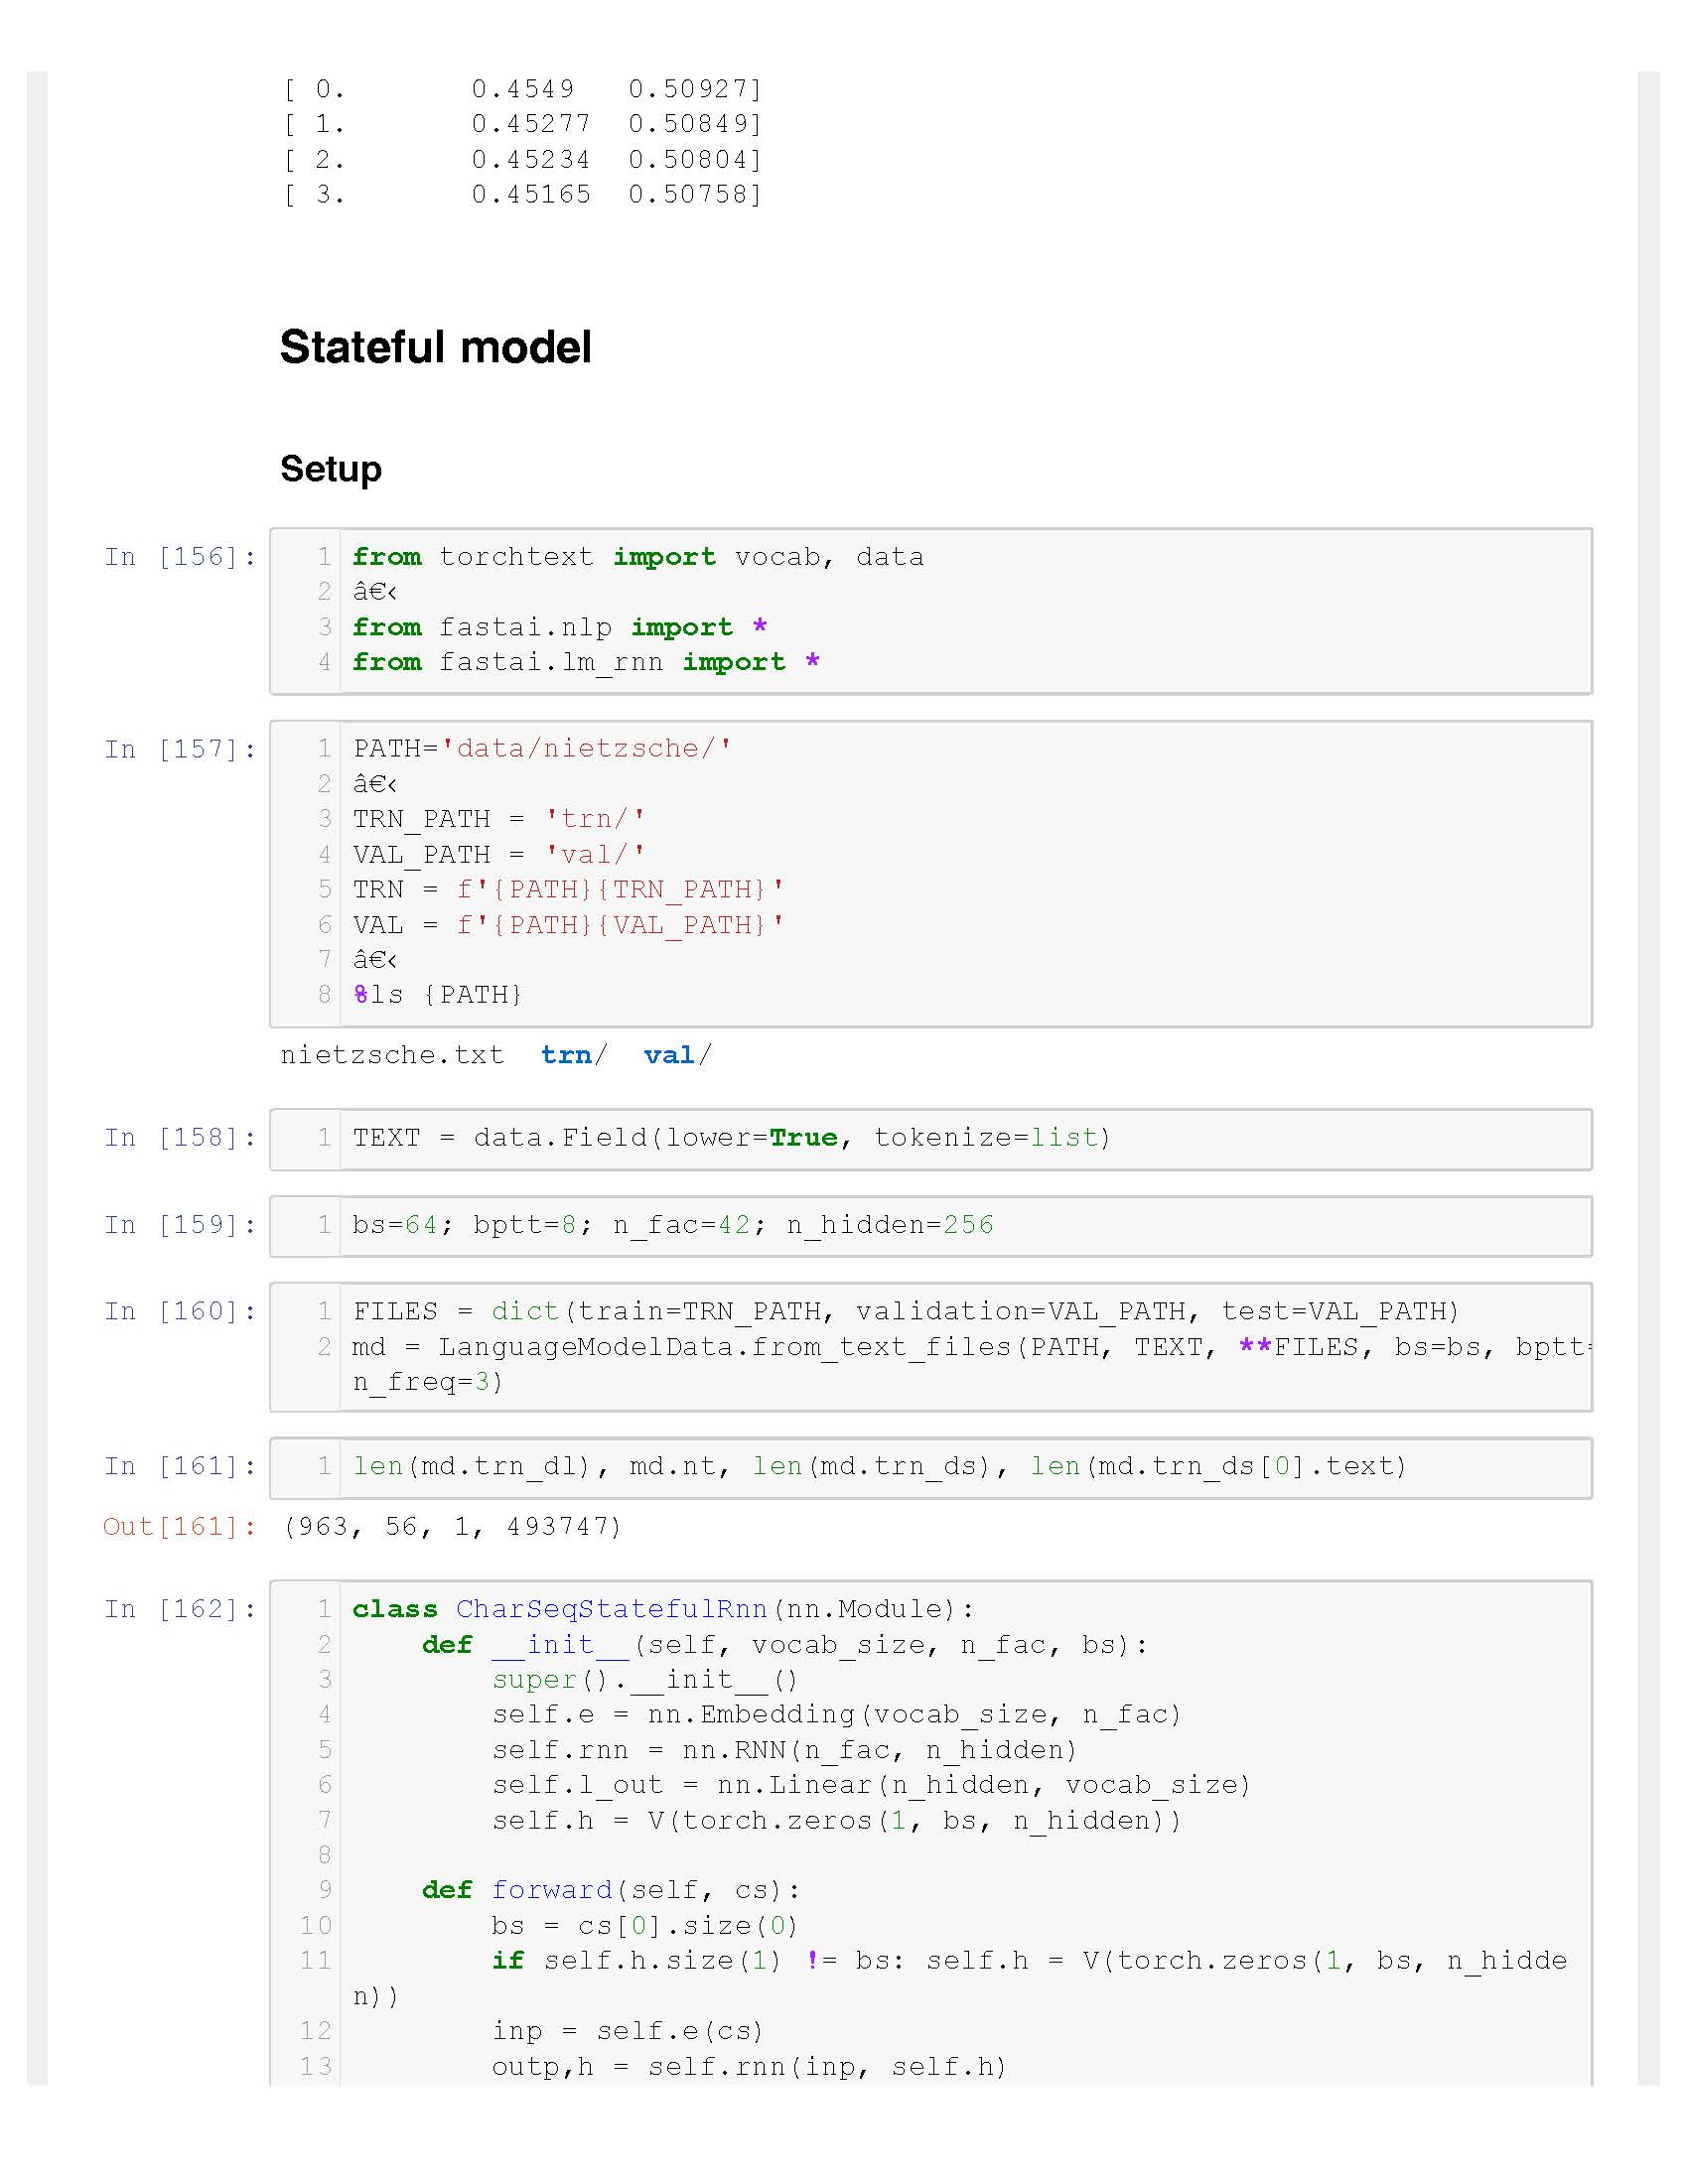 [ 0.       0.4549   0.50927]
[ 1.       0.45277  0.50849]
[ 2.       0.45234  0.50804]
[ 3.       0.45165  0.50758]
Stateful model
Setup
In [156]: 1 from torchtext import vocab, data
2 â€‹
3 from fastai.nlp import *
4 from fastai.lm_rnn import *
In [157]: 1 PATH='data/nietzsche/'
2 â€‹
3 TRN_PATH = 'trn/'
4 VAL_PATH = 'val/'
5 TRN = f'{PATH}{TRN_PATH}'
6 VAL = f'{PATH}{VAL_PATH}'
7 â€‹
8 %ls {PATH}
nietzsche.txt  trn/  val/
In [158]: 1 TEXT = data.Field(lower=True, tokenize=list)
In [159]: 1 bs=64; bptt=8; n_fac=42; n_hidden=256
In [160]: 1 FILES = dict(train=TRN_PATH, validation=VAL_PATH, test=VAL_PATH)
2 md = LanguageModelData.from_text_files(PATH, TEXT, **FILES, bs=bs, bptt=
n_freq=3)
In [161]: 1 len(md.trn_dl), md.nt, len(md.trn_ds), len(md.trn_ds[0].text)
Out[161]: (963, 56, 1, 493747)
In [162]: 1 class CharSeqStatefulRnn(nn.Module):
2     def __init__(self, vocab_size, n_fac, bs):
3         super().__init__()
4         self.e = nn.Embedding(vocab_size, n_fac)
5         self.rnn = nn.RNN(n_fac, n_hidden)
6         self.l_out = nn.Linear(n_hidden, vocab_size)
7         self.h = V(torch.zeros(1, bs, n_hidden))
8
9     def forward(self, cs):
10         bs = cs[0].size(0)
11         if self.h.size(1) != bs: self.h = V(torch.zeros(1, bs, n_hidde
n))
12         inp = self.e(cs)
13         outp,h = self.rnn(inp, self.h)